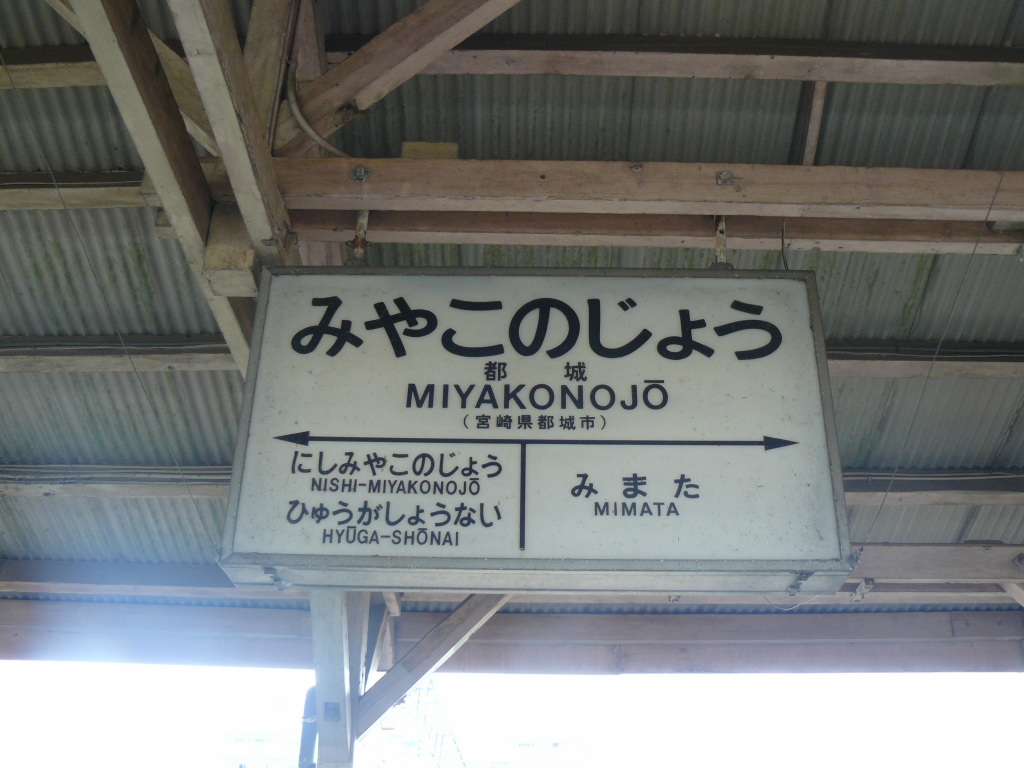 みやこのじょう
都城
MIYAKONOJŌ
(宮崎県都城市)
にしみやこのじょう
NISHI-MIYAKONOJŌ
ひゅうがしょうない
HYŪGA-SHŌNAI
みまた
MIMATA